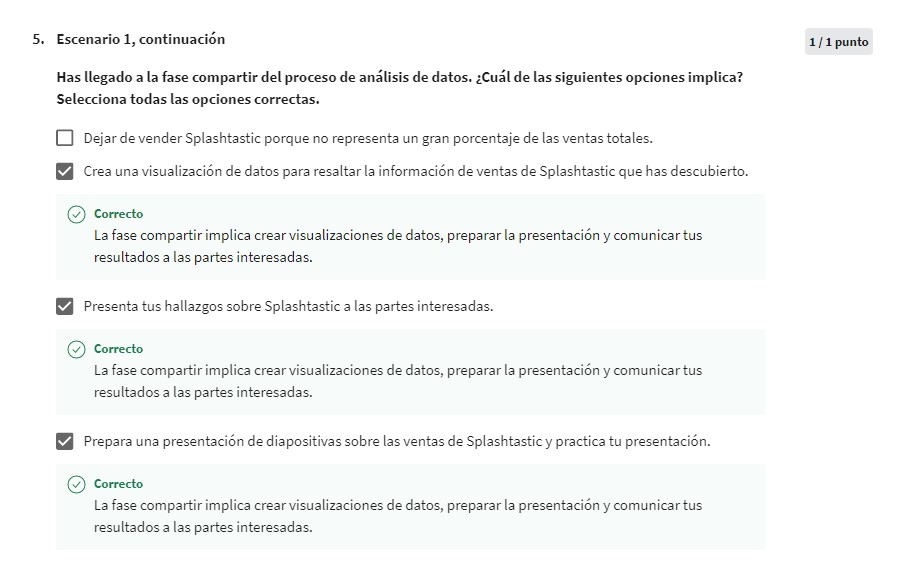 5. Escenario 1, continuación
1 / 1 punto
Has llegado a la fase compartir del proceso de análisis de datos. ¿Cuál de las siguientes opciones implica?
Selecciona todas las opciones correctas.
Dejar de vender Splashtastic porque no representa un gran porcentaje de las ventas totales.
Crea una visualización de datos para resaltar la información de ventas de Splashtastic que has descubierto.
Correcto
La fase compartir implica crear visualizaciones de datos, preparar la presentación y comunicar tus
resultados a las partes interesadas.
Presenta tus hallazgos sobre Splashtastic a las partes interesadas.
Correcto
La fase compartir implica crear visualizaciones de datos, preparar la presentación y comunicar tus
resultados a las partes interesadas.
Prepara una presentación de diapositivas sobre las ventas de Splashtastic y practica tu presentación.
Correcto
La fase compartir implica crear visualizaciones de datos, preparar la presentación y comunicar tus
resultados a las partes interesadas.